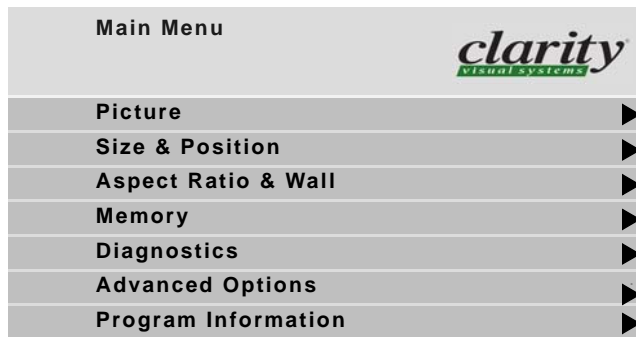 Main Menu
clarity
visual systems
Picture
Size & Position
Aspect Ratio & Wall
Memory
Diagnostics
Advanced Options
Program Information